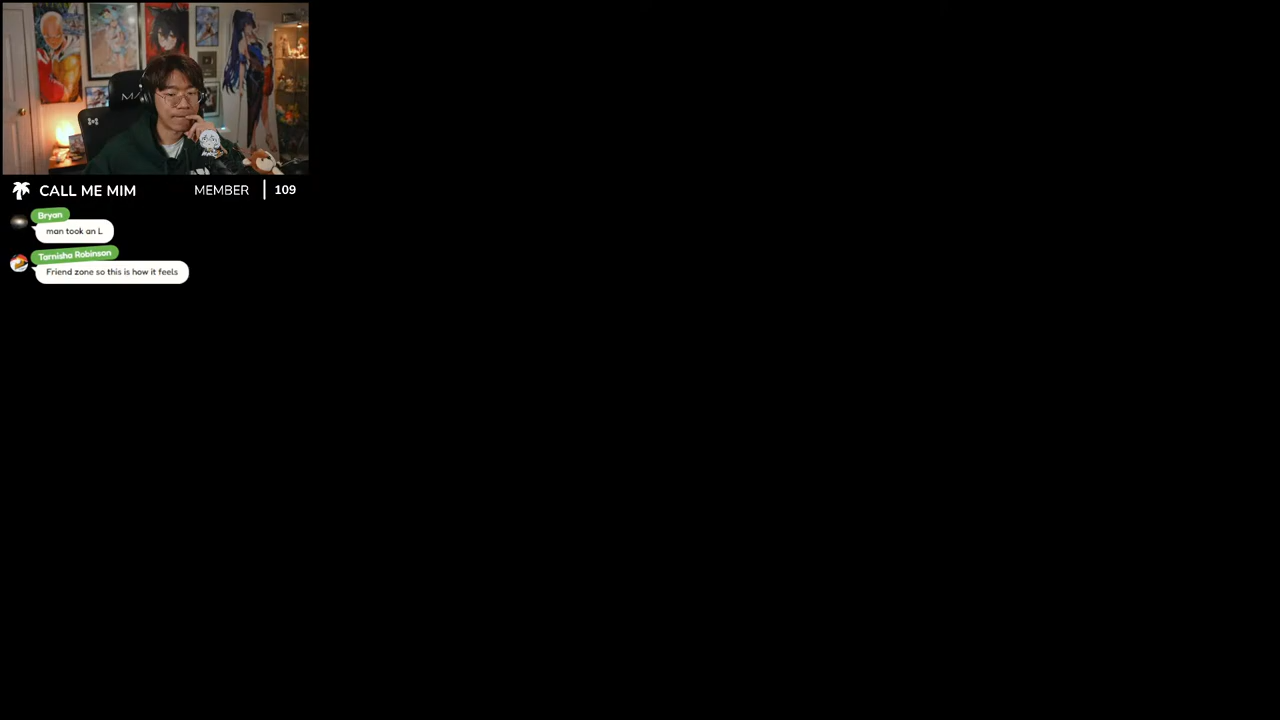 CALL ME MIM
MEMBER | 109
Bryan
man took an L
Tamisha Robinson
Friend zone so this is how it feels